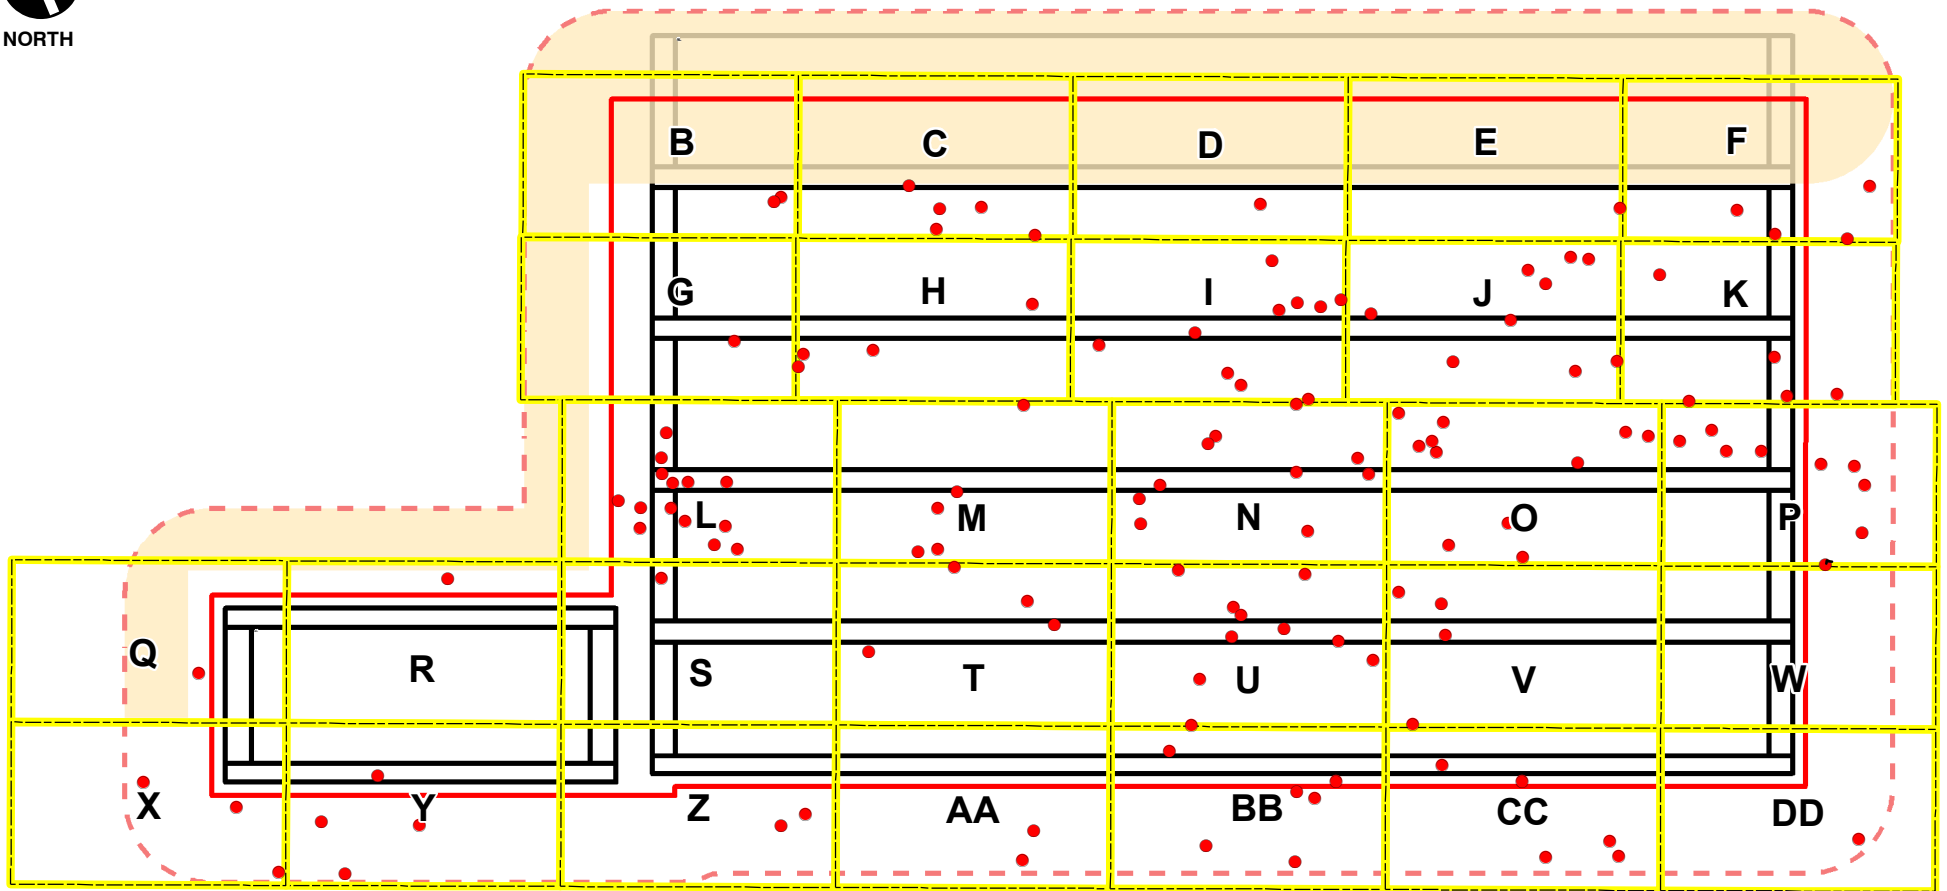 NORTH
B C D E F
G H I J K
L M N O P
Q R S T U V W
X Y Z AA BB CC DD